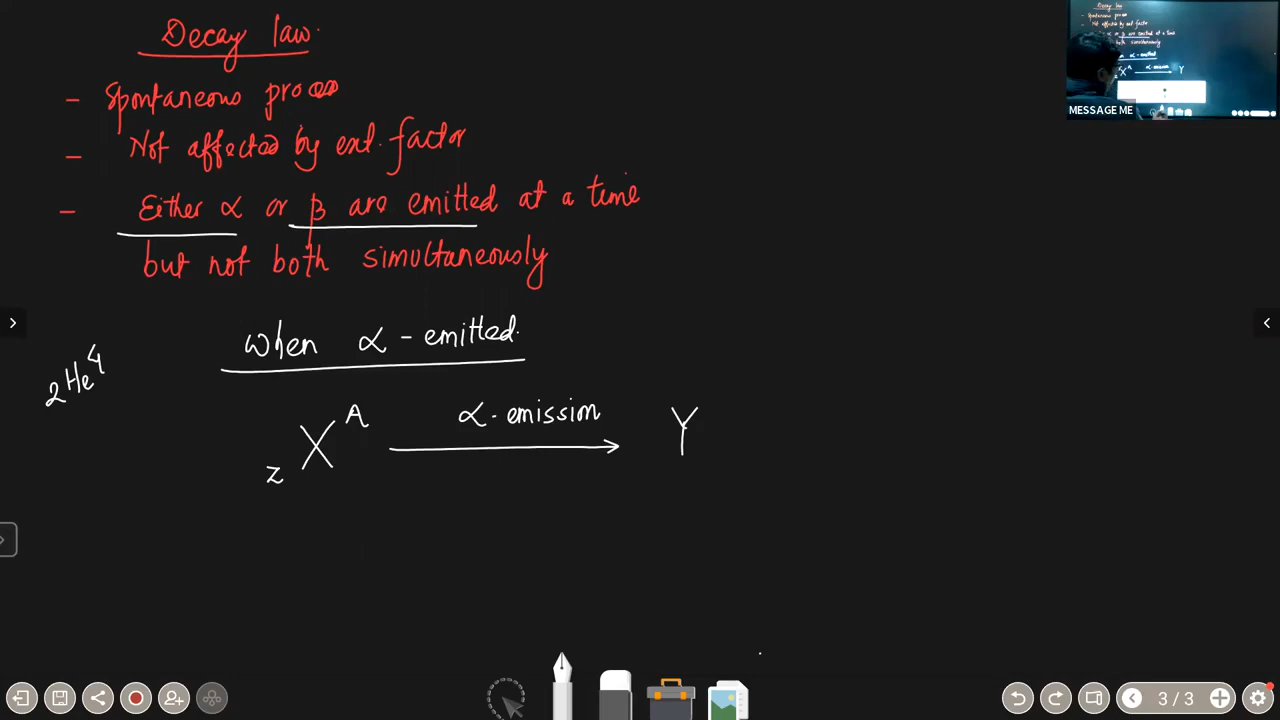 Decay law.
- Spontaneous process
- Not affected by ext. factor
- Either α or β are emitted at a time
but not both simultaneously
When α - emitted.
2He4
zXA α-emission Y
MESSAGE ME
3/3